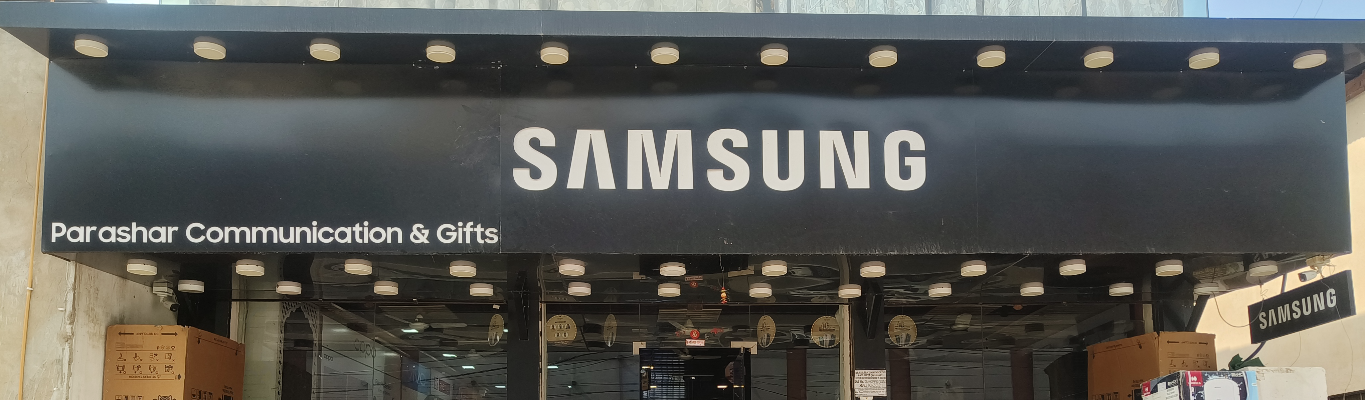 SAMSUNG
Parashar Communication & Gifts
SAMSUNG